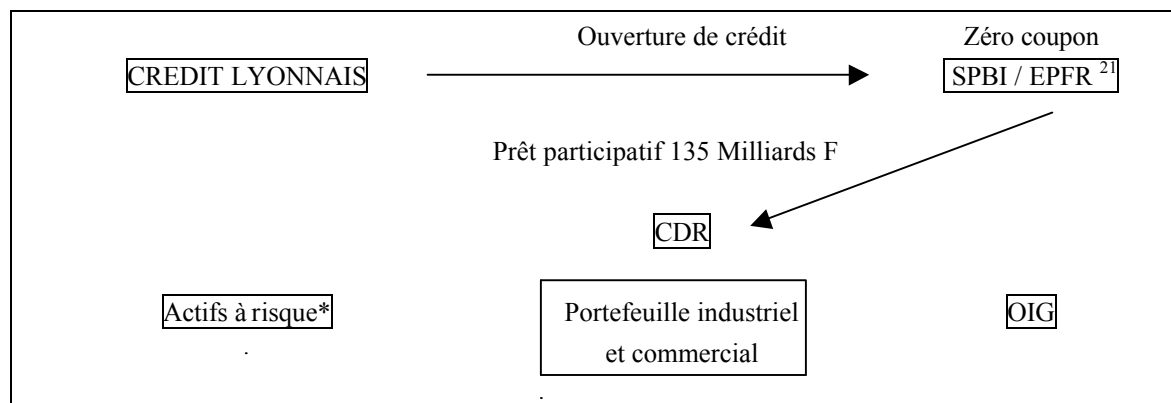 Ouverture de crédit
Zéro coupon
CREDIT LYONNAIS
SPBI / EPFR 21
Prêt participatif 135 Milliards F
CDR
Actifs à risque*
Portefeuille industriel
et commercial
OIG